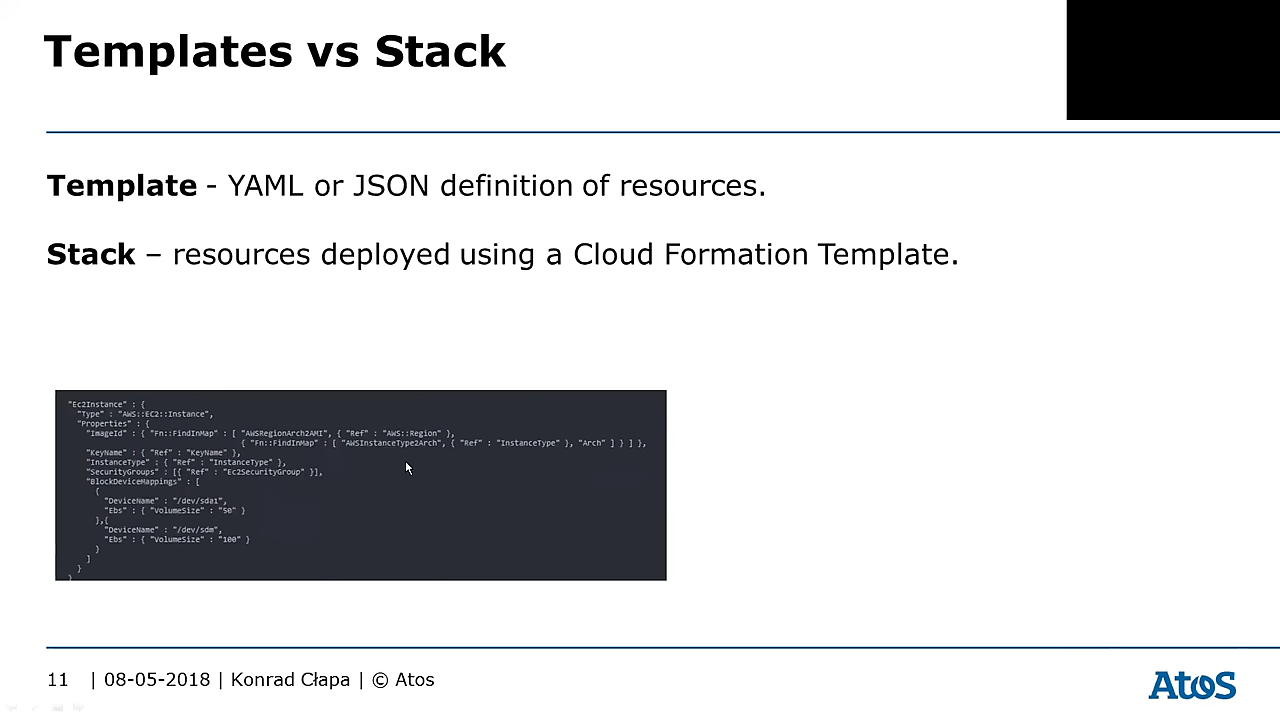 Templates vs Stack
Template - YAML or JSON definition of resources.
Stack – resources deployed using a Cloud Formation Template.
"Ec2Instance" : {
"Type" : "AWS::EC2::Instance",
"Properties" : {
"ImageId" : { "Fn::FindInMap" : [ "AWSRegionArch2AMI", { "Ref" : "AWS::Region" },
{ "Fn::FindInMap" : [ "AWSInstanceType2Arch", { "Ref" : "InstanceType" }, "Arch" ] } ] },
"KeyName" : { "Ref" : "KeyName" },
"InstanceType" : { "Ref" : "InstanceType" },
"SecurityGroups" : [{ "Ref" : "Ec2SecurityGroup" }],
"BlockDeviceMappings" : [
{
"DeviceName" : "/dev/sda1",
"Ebs" : { "VolumeSize" : "50" }
},{
"DeviceName" : "/dev/sdm",
"Ebs" : { "VolumeSize" : "100" }
}
]
}
}
11 | 08-05-2018 | Konrad Cłapa | © Atos
Atos